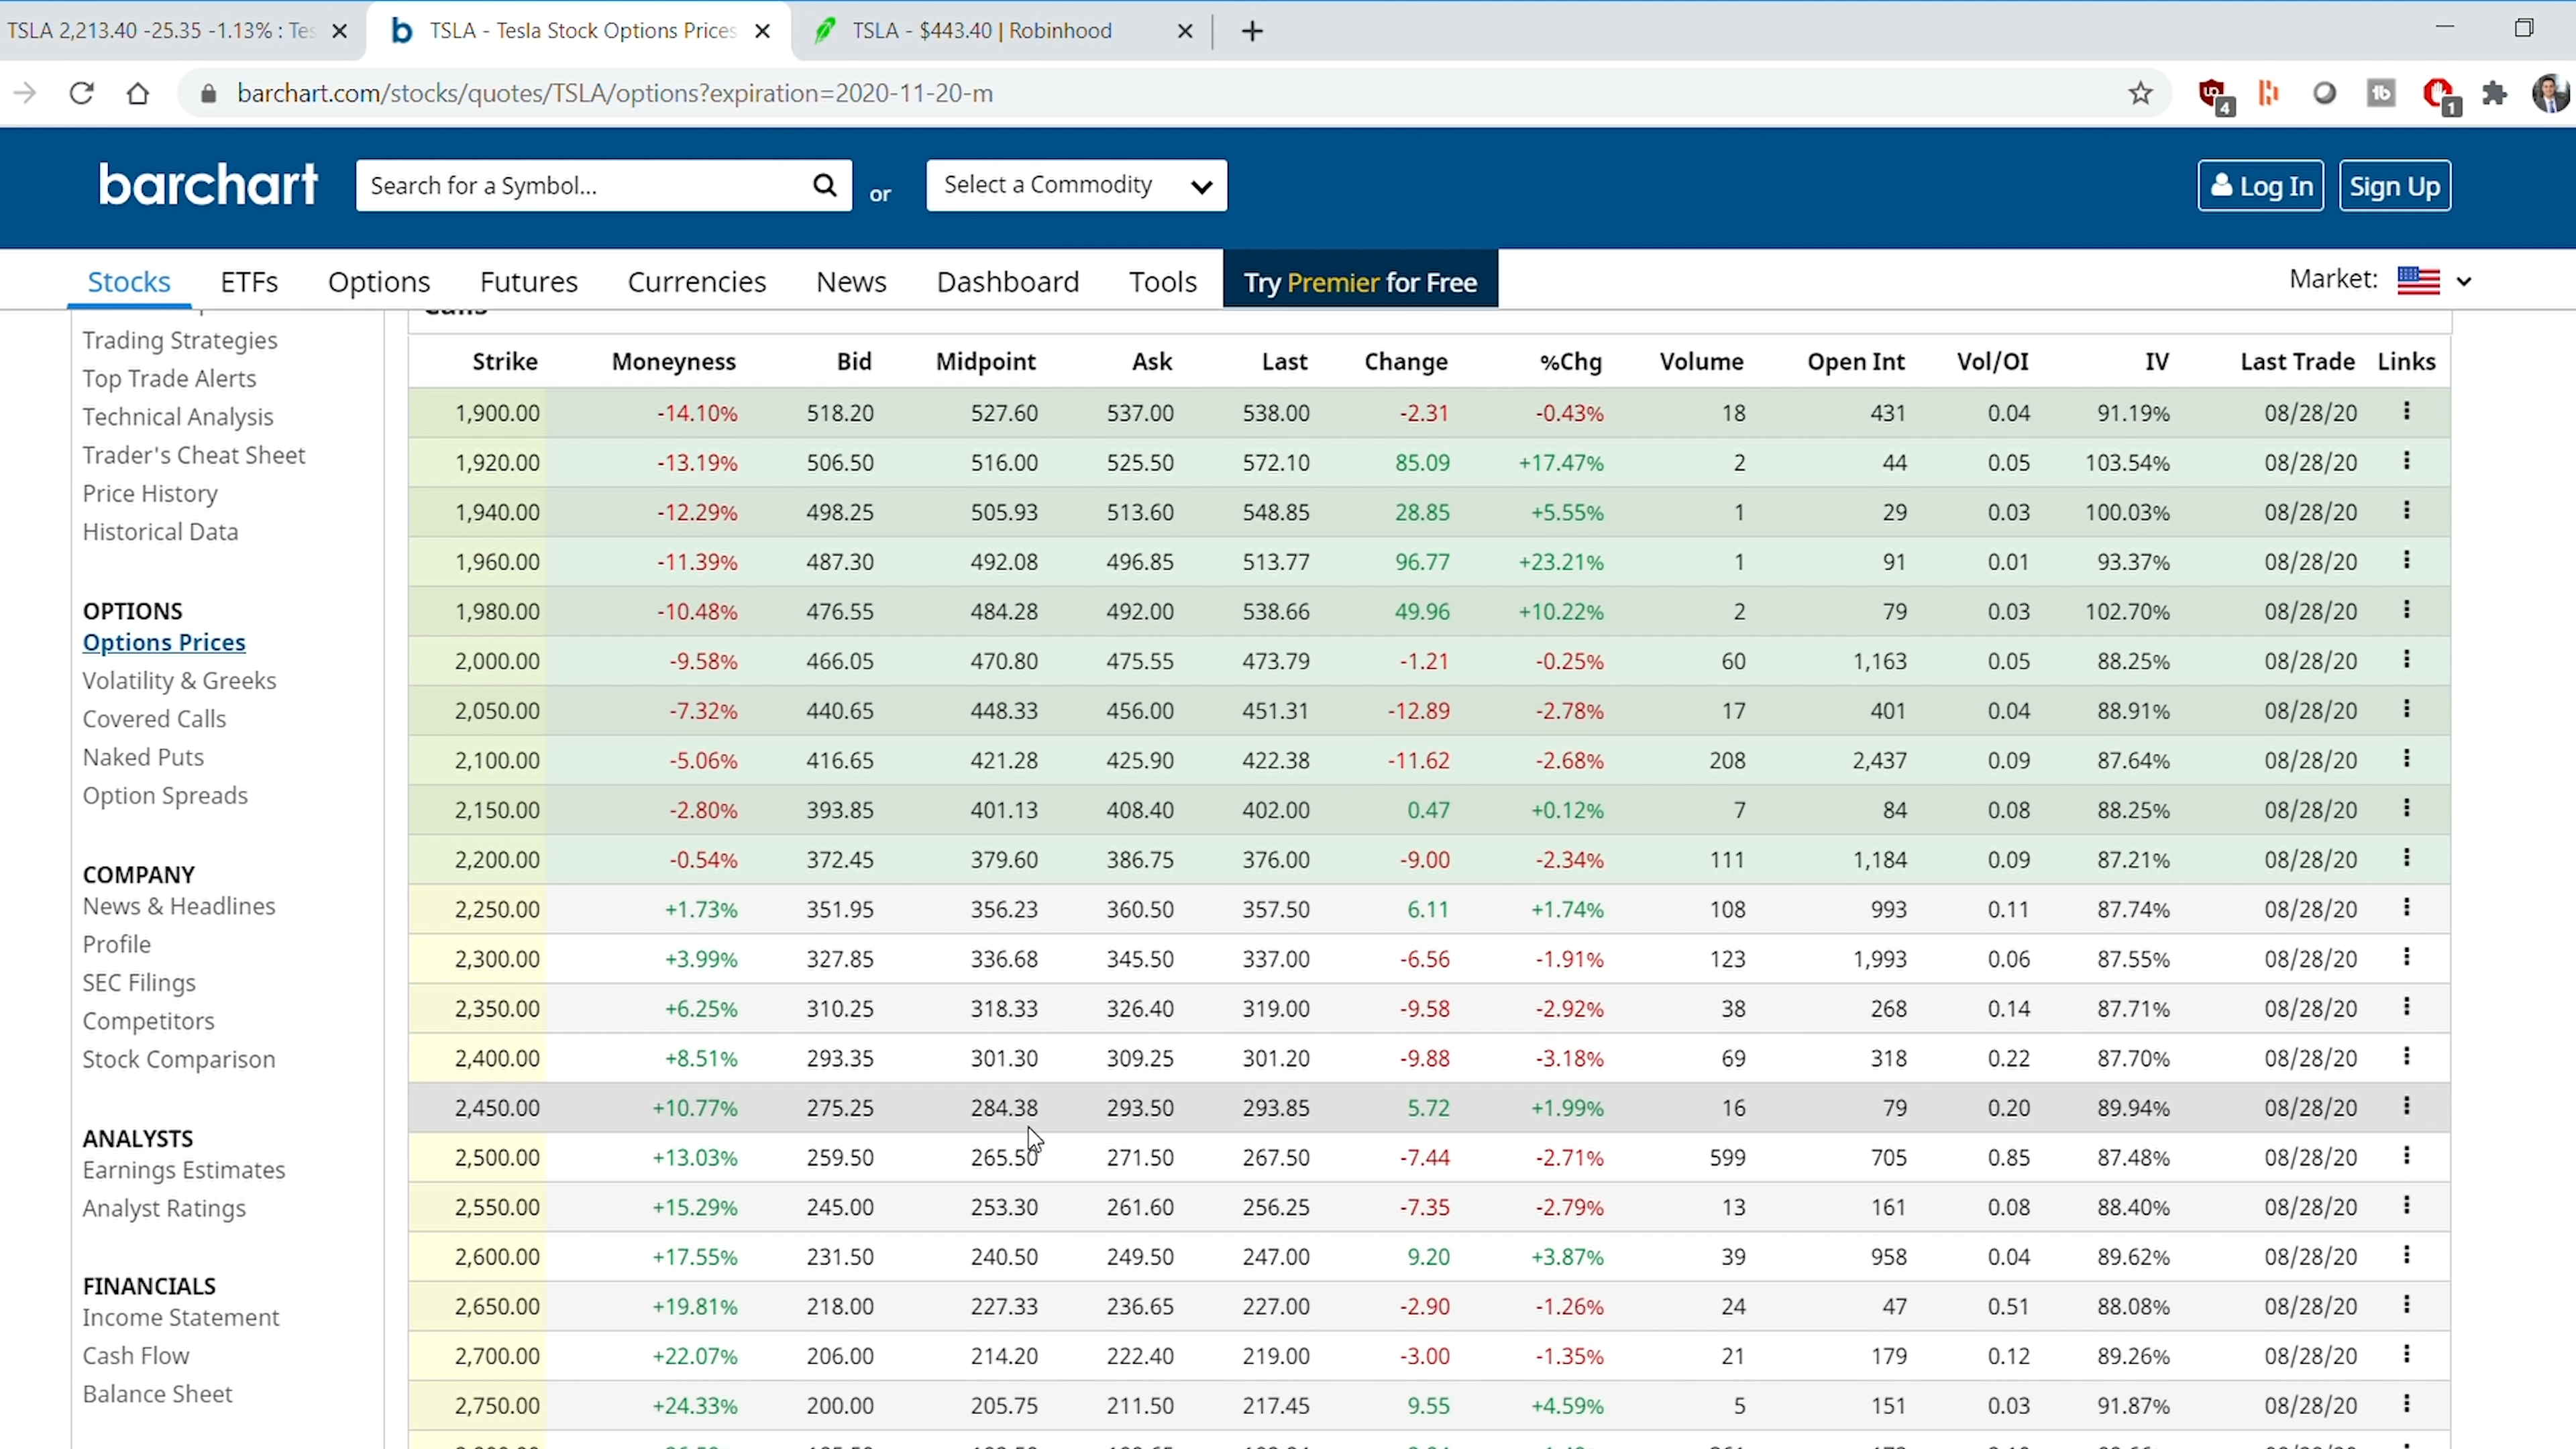 TSLA 2,213.40 -25.35 -1.13% : Tes
TSLA - Tesla Stock Options Prices
TSLA - $443.40 | Robinhood
barchart.com/stocks/quotes/TSLA/options?expiration=2020-11-20-m
4
tb
1
barchart
Search for a Symbol...
or
Select a Commodity
Log In
Sign Up
Stocks ETFs Options Futures Currencies News Dashboard Tools Try Premier for Free
Market:
Calls
Trading Strategies
Top Trade Alerts
Technical Analysis
Trader's Cheat Sheet
Price History
Historical Data
OPTIONS
Options Prices
Volatility & Greeks
Covered Calls
Naked Puts
Option Spreads
COMPANY
News & Headlines
Profile
SEC Filings
Competitors
Stock Comparison
ANALYSTS
Earnings Estimates
Analyst Ratings
FINANCIALS
Income Statement
Cash Flow
Balance Sheet
Strike Moneyness Bid Midpoint Ask Last Change %Chg Volume Open Int Vol/OI IV Last Trade Links
1,900.00 -14.10% 518.20 527.60 537.00 538.00 -2.31 -0.43% 18 431 0.04 91.19% 08/28/20
1,920.00 -13.19% 506.50 516.00 525.50 572.10 85.09 +17.47% 2 44 0.05 103.54% 08/28/20
1,940.00 -12.29% 498.25 505.93 513.60 548.85 28.85 +5.55% 1 29 0.03 100.03% 08/28/20
1,960.00 -11.39% 487.30 492.08 496.85 513.77 96.77 +23.21% 1 91 0.01 93.37% 08/28/20
1,980.00 -10.48% 476.55 484.28 492.00 538.66 49.96 +10.22% 2 79 0.03 102.70% 08/28/20
2,000.00 -9.58% 466.05 470.80 475.55 473.79 -1.21 -0.25% 60 1,163 0.05 88.25% 08/28/20
2,050.00 -7.32% 440.65 448.33 456.00 451.31 -12.89 -2.78% 17 401 0.04 88.91% 08/28/20
2,100.00 -5.06% 416.65 421.28 425.90 422.38 -11.62 -2.68% 208 2,437 0.09 87.64% 08/28/20
2,150.00 -2.80% 393.85 401.13 408.40 402.00 0.47 +0.12% 7 84 0.08 88.25% 08/28/20
2,200.00 -0.54% 372.45 379.60 386.75 376.00 -9.00 -2.34% 111 1,184 0.09 87.21% 08/28/20
2,250.00 +1.73% 351.95 356.23 360.50 357.50 6.11 +1.74% 108 993 0.11 87.74% 08/28/20
2,300.00 +3.99% 327.85 336.68 345.50 337.00 -6.56 -1.91% 123 1,993 0.06 87.55% 08/28/20
2,350.00 +6.25% 310.25 318.33 326.40 319.00 -9.58 -2.92% 38 268 0.14 87.71% 08/28/20
2,400.00 +8.51% 293.35 301.30 309.25 301.20 -9.88 -3.18% 69 318 0.22 87.70% 08/28/20
2,450.00 +10.77% 275.25 284.38 293.50 293.85 5.72 +1.99% 16 79 0.20 89.94% 08/28/20
2,500.00 +13.03% 259.50 265.50 271.50 267.50 -7.44 -2.71% 599 705 0.85 87.48% 08/28/20
2,550.00 +15.29% 245.00 253.30 261.60 256.25 -7.35 -2.79% 13 161 0.08 88.40% 08/28/20
2,600.00 +17.55% 231.50 240.50 249.50 247.00 9.20 +3.87% 39 958 0.04 89.62% 08/28/20
2,650.00 +19.81% 218.00 227.33 236.65 227.00 -2.90 -1.26% 24 47 0.51 88.08% 08/28/20
2,700.00 +22.07% 206.00 214.20 222.40 219.00 -3.00 -1.35% 21 179 0.12 89.26% 08/28/20
2,750.00 +24.33% 200.00 205.75 211.50 217.45 9.55 +4.59% 5 151 0.03 91.87% 08/28/20